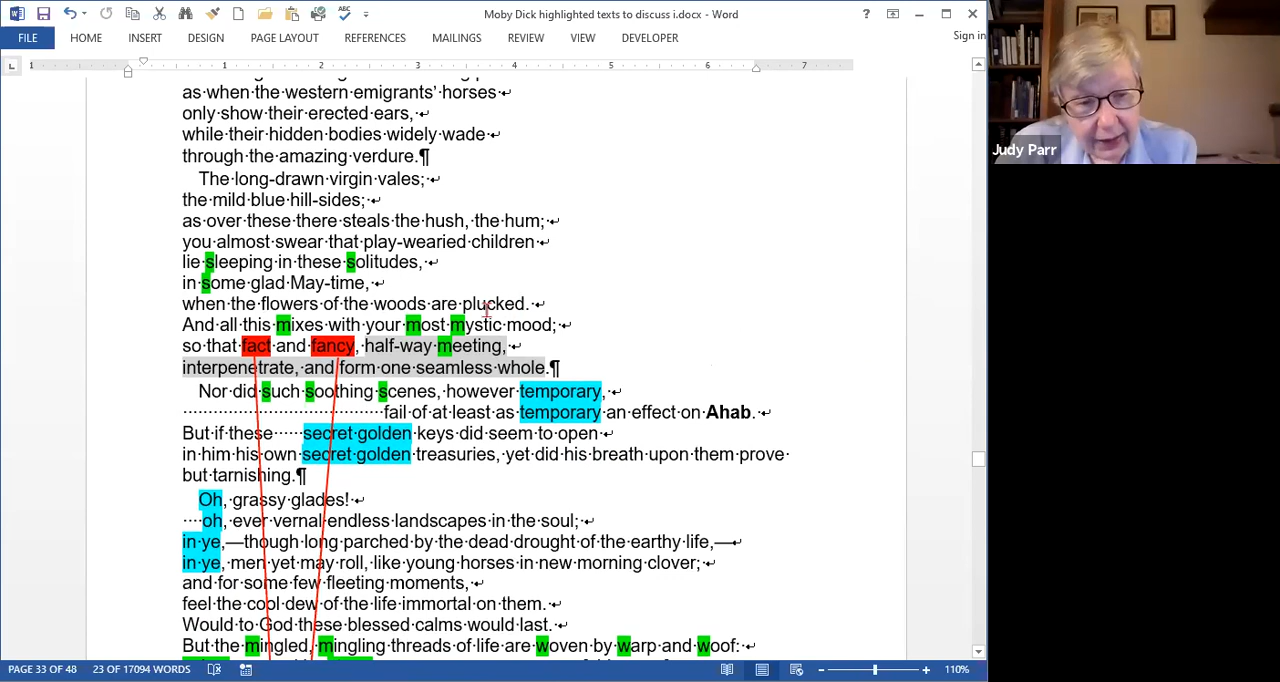 Moby Dick highlighted texts to discuss i.docx - Word
FILE HOME INSERT DESIGN PAGE LAYOUT REFERENCES MAILINGS REVIEW VIEW DEVELOPER Sign in
1 1 2 3 4 5 6 7
as when the western emigrants' horses
only show their erected ears,
while their hidden bodies widely wade
through the amazing verdure.¶
The long-drawn virgin vales;
the mild blue hill-sides;
as over these there steals the hush, the hum;
you almost swear that play-wearied children
lie sleeping in these solitudes,
in some glad May-time,
when the flowers of the woods are plucked.
And all this mixes with your most mystic mood;
so that fact and fancy, half-way meeting,
interpenetrate, and form one seamless whole.¶
Nor did such soothing scenes, however temporary,
fail of at least as temporary an effect on Ahab.
But if these secret golden keys did seem to open
in him his own secret golden treasuries, yet did his breath upon them prove
but tarnishing.¶
Oh, grassy glades!
oh, ever vernal endless landscapes in the soul;
in ye,—though long parched by the dead drought of the earthy life,—
in ye, men yet may roll, like young horses in new morning clover;
and for some few fleeting moments,
feel the cool dew of the life immortal on them.
Would to God these blessed calms would last.
But the mingled, mingling threads of life are woven by warp and woof:
PAGE 33 OF 48 23 OF 17094 WORDS 110%
Judy Parr